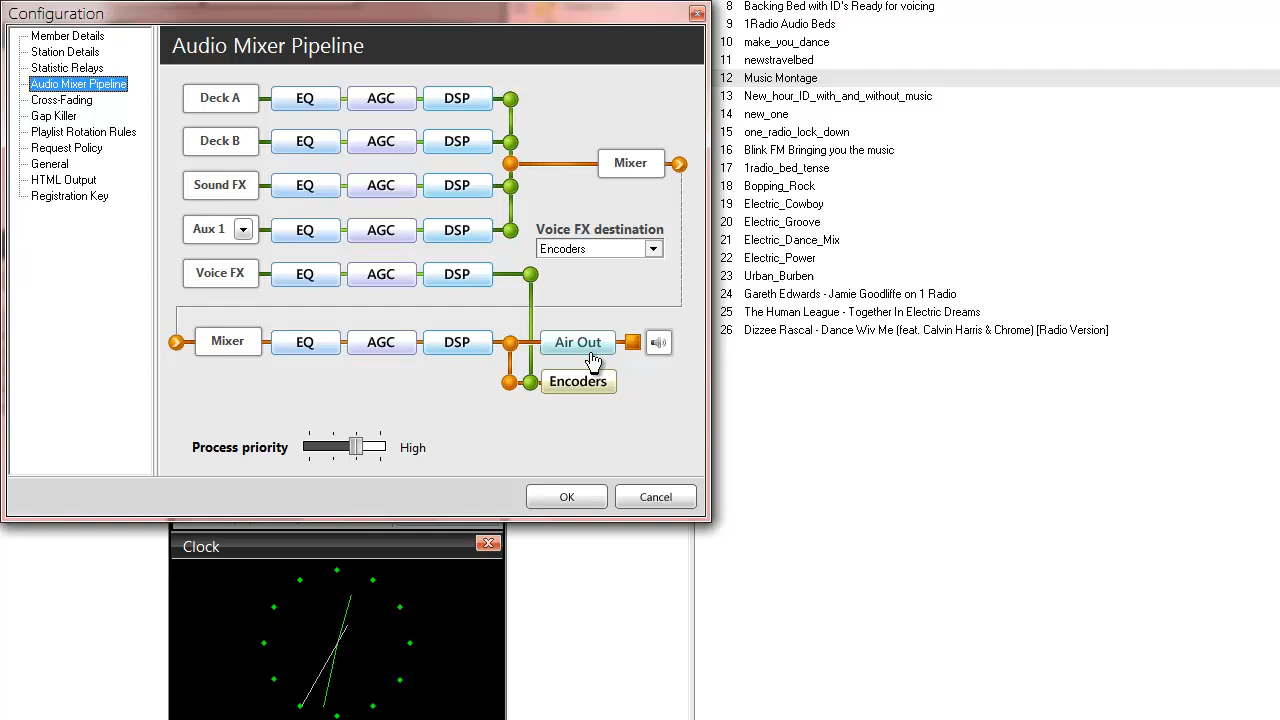 Configuration
Member Details
Station Details
Statistic Relays
Audio Mixer Pipeline
Cross-Fading
Gap Killer
Playlist Rotation Rules
Request Policy
General
HTML Output
Registration Key
Audio Mixer Pipeline
Deck A EQ AGC DSP
Deck B EQ AGC DSP
Mixer
Sound FX EQ AGC DSP
Aux 1 EQ AGC DSP
Voice FX destination
Encoders
Voice FX EQ AGC DSP
Mixer EQ AGC DSP Air Out
Encoders
Process priority High
OK Cancel
Clock
8 Backing Bed with ID's Ready for voicing
9 1Radio Audio Beds
10 make_you_dance
11 newstravelbed
12 Music Montage
13 New_hour_ID_with_and_without_music
14 new_one
15 one_radio_lock_down
16 Blink FM Bringing you the music
17 1radio_bed_tense
18 Bopping_Rock
19 Electric_Cowboy
20 Electric_Groove
21 Electric_Dance_Mix
22 Electric_Power
23 Urban_Burben
24 Gareth Edwards - Jamie Goodliffe on 1 Radio
25 The Human League - Together In Electric Dreams
26 Dizzee Rascal - Dance Wiv Me (feat. Calvin Harris & Chrome) [Radio Version]